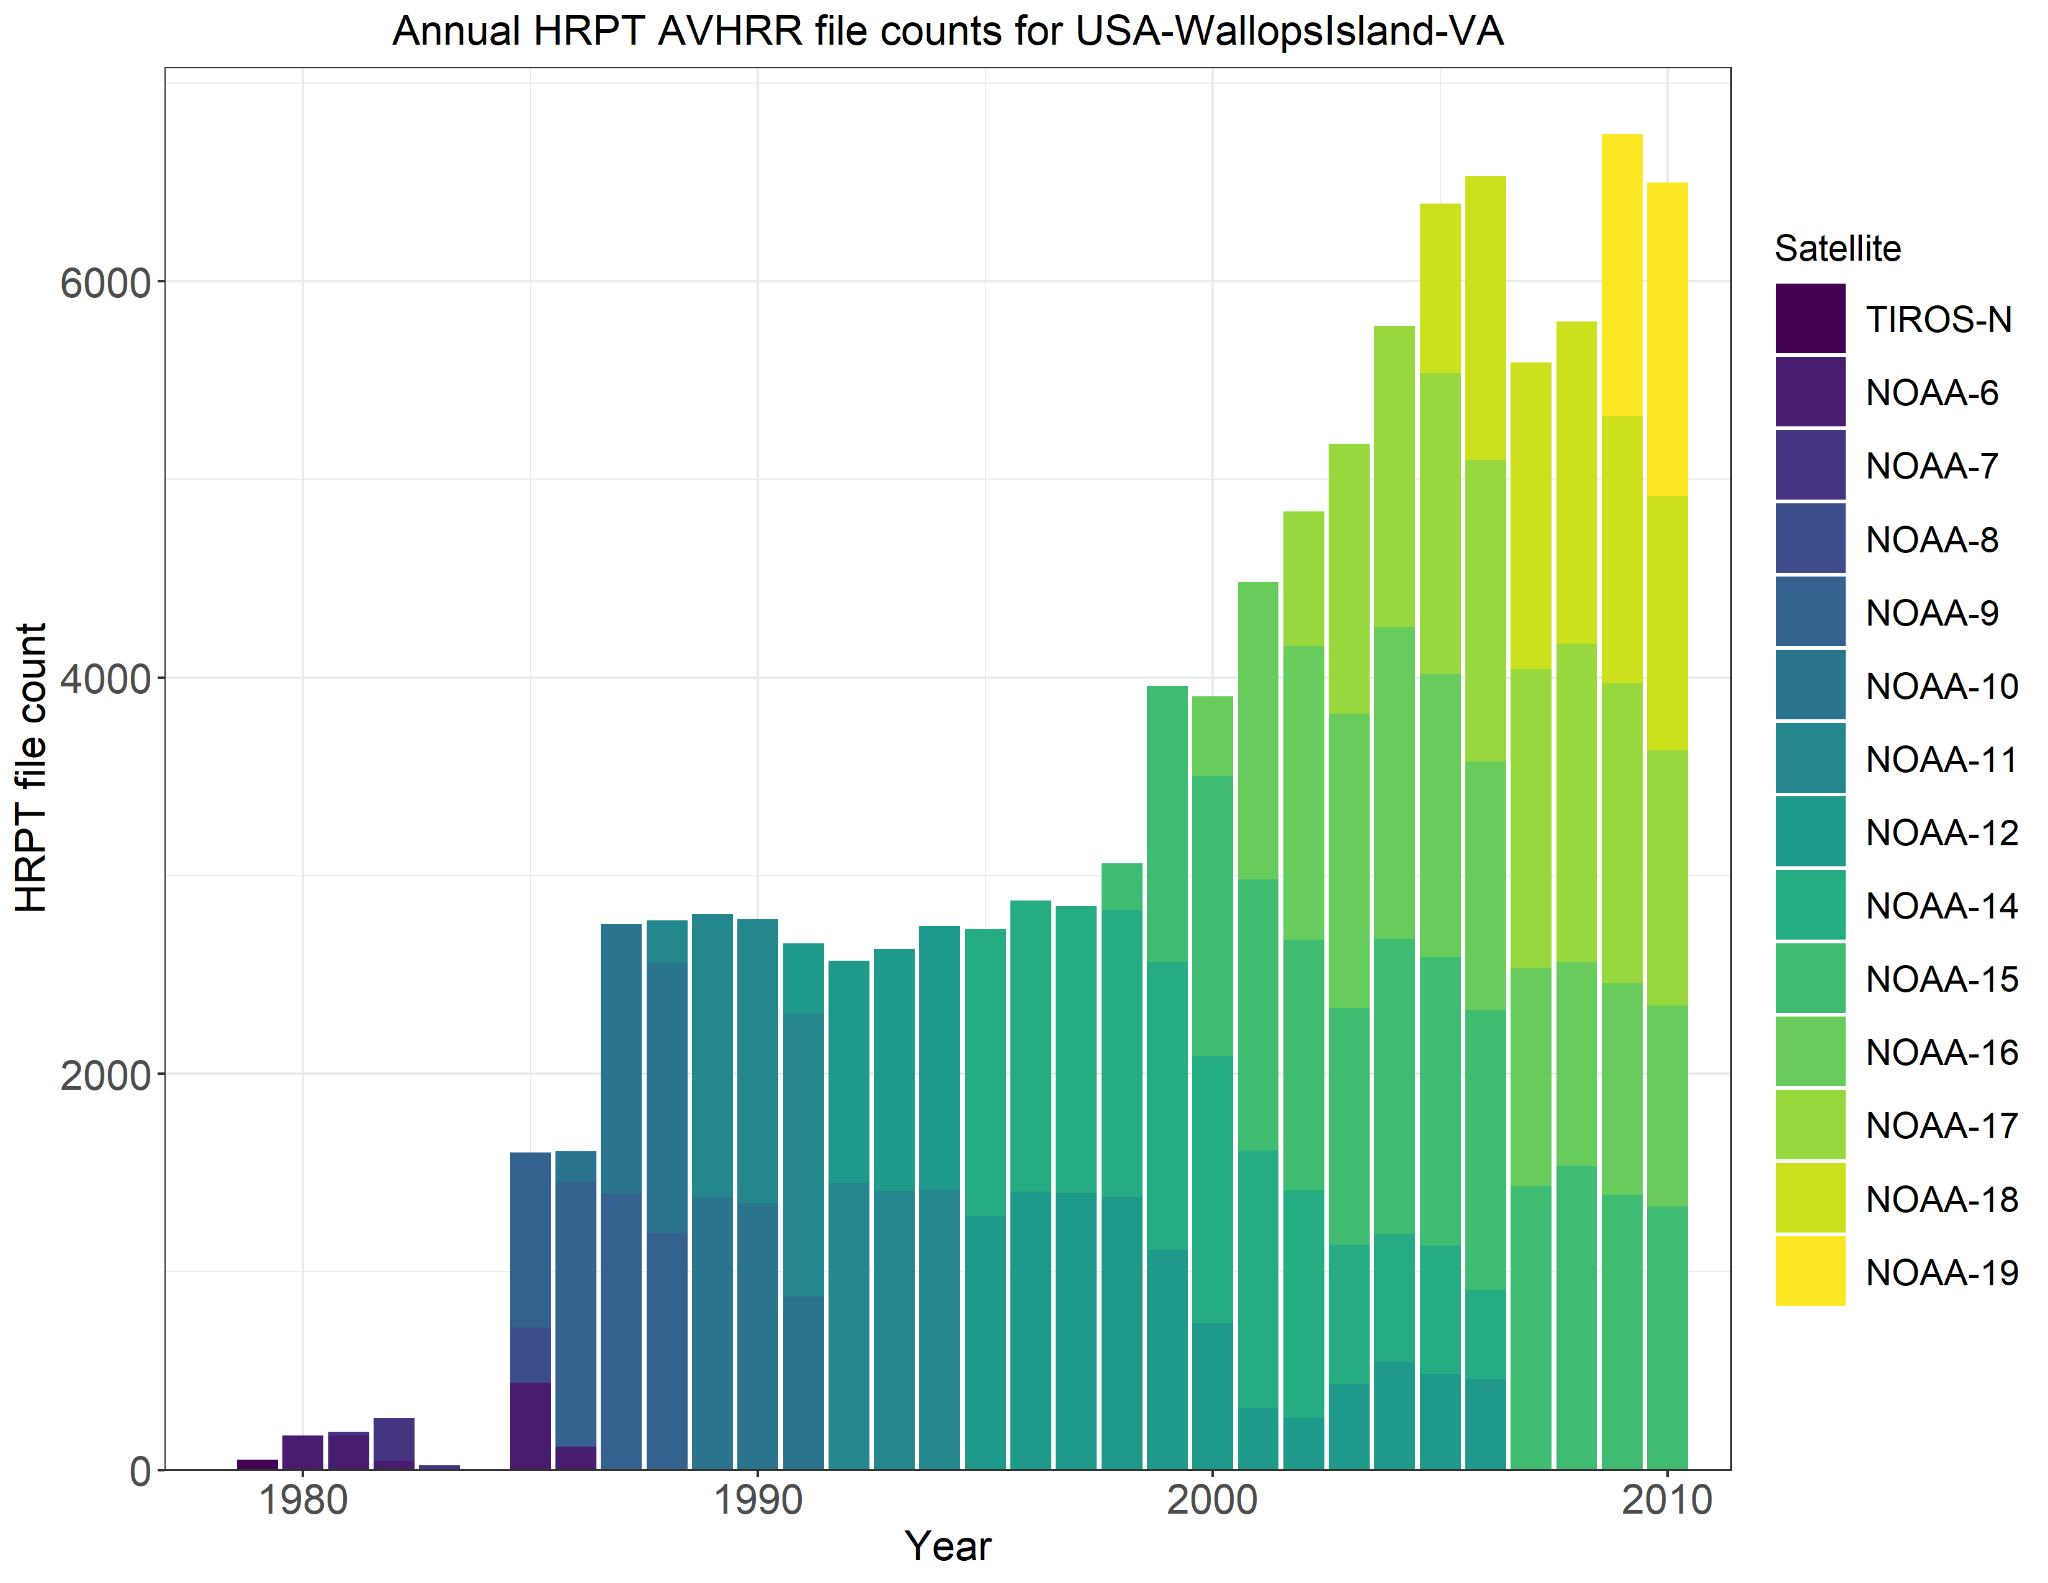 Annual HRPT AVHRR file counts for USA-WallopsIsland-VA
HRPT file count
6000
4000
2000
0
1980
1990
2000
2010
Year
Satellite
TIROS-N
NOAA-6
NOAA-7
NOAA-8
NOAA-9
NOAA-10
NOAA-11
NOAA-12
NOAA-14
NOAA-15
NOAA-16
NOAA-17
NOAA-18
NOAA-19